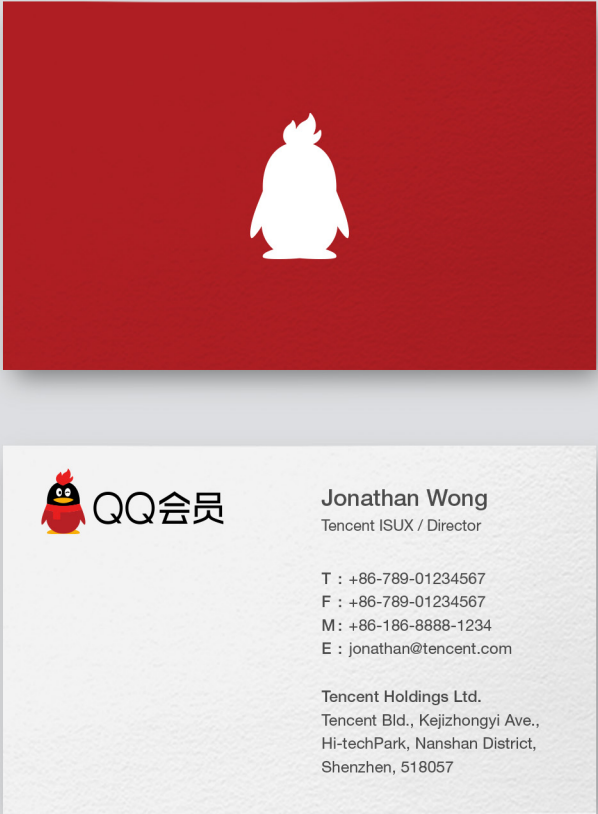 QQ会员
Jonathan Wong
Tencent ISUX / Director
T : +86-789-01234567
F : +86-789-01234567
M : +86-186-8888-1234
E : jonathan@tencent.com
Tencent Holdings Ltd.
Tencent Bld., Kejizhongyi Ave.,
Hi-techPark, Nanshan District,
Shenzhen, 518057